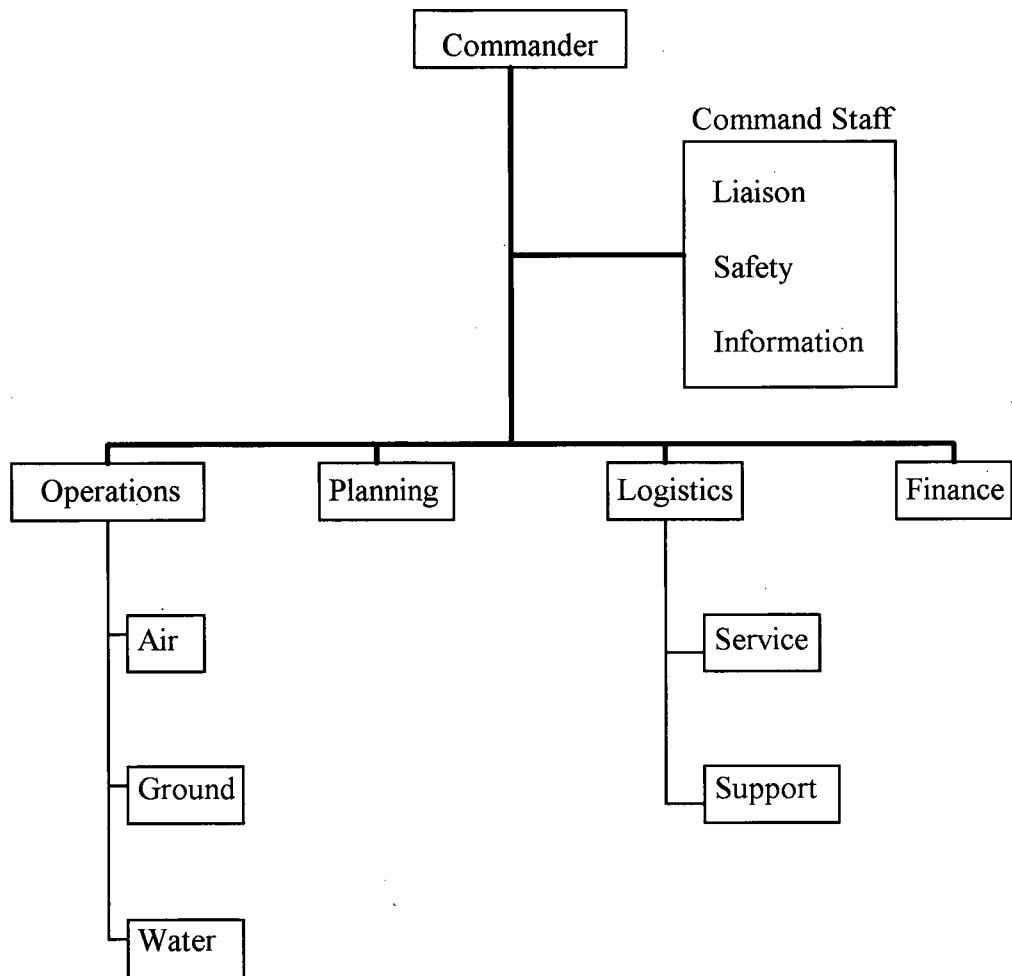 Commander
Command Staff
Liaison
Safety
Information
Operations
Planning
Logistics
Finance
Air
Service
Ground
Support
Water